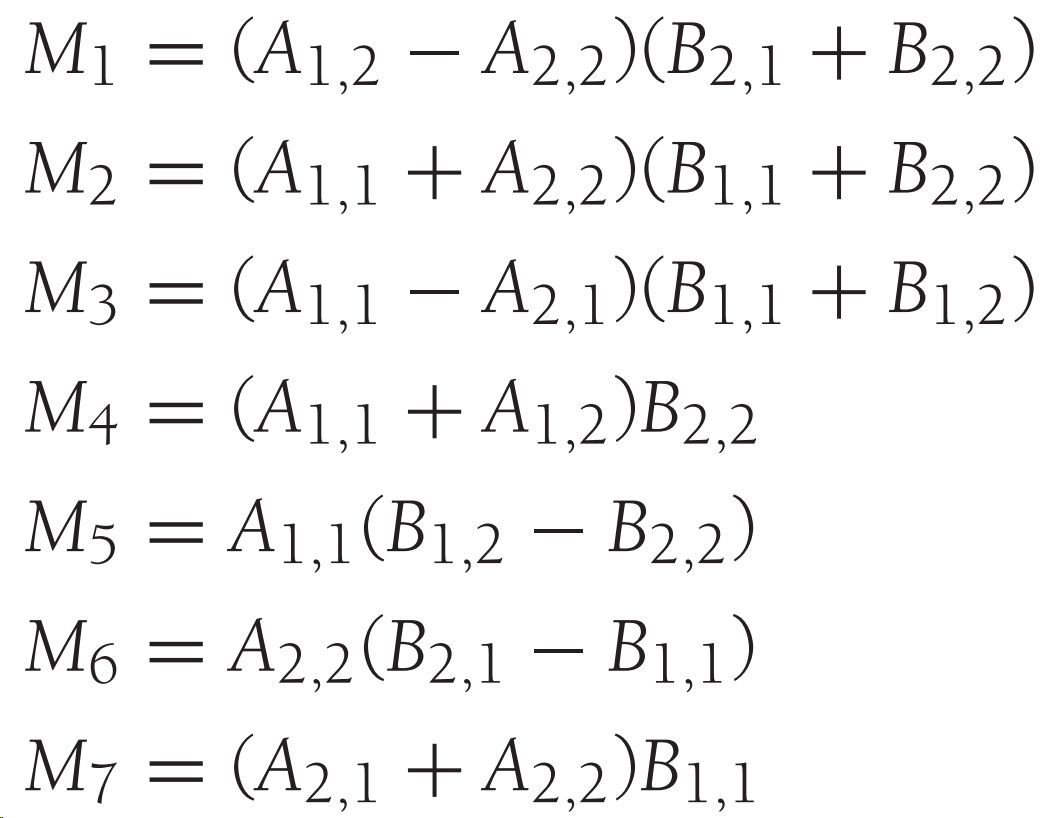 M₁ = (A₁,₂ − A₂,₂)(B₂,₁ + B₂,₂)
M₂ = (A₁,₁ + A₂,₂)(B₁,₁ + B₂,₂)
M₃ = (A₁,₁ − A₂,₁)(B₁,₁ + B₁,₂)
M₄ = (A₁,₁ + A₁,₂)B₂,₂
M₅ = A₁,₁(B₁,₂ − B₂,₂)
M₆ = A₂,₂(B₂,₁ − B₁,₁)
M₇ = (A₂,₁ + A₂,₂)B₁,₁